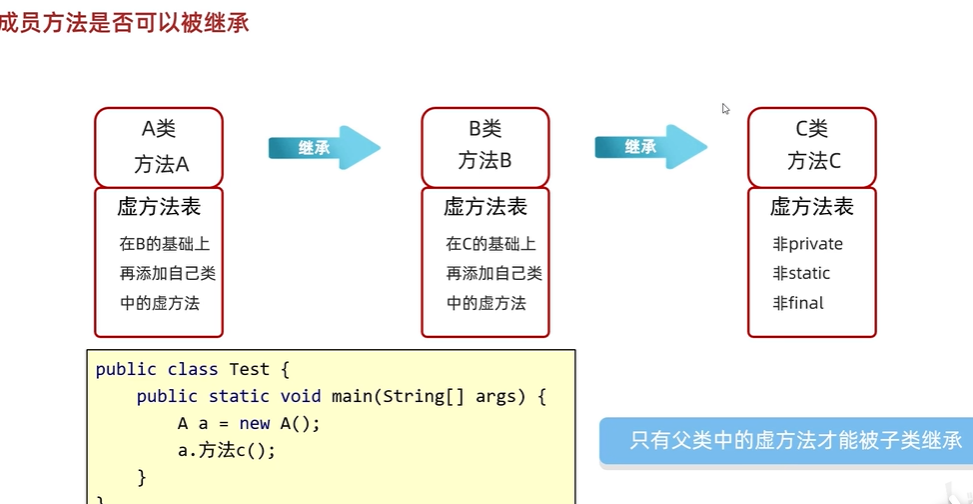 成员方法是否可以被继承
A类
方法A
继承
B类
方法B
继承
C类
方法C
虚方法表
在B的基础上
再添加自己类
中的虚方法
虚方法表
在C的基础上
再添加自己类
中的虚方法
虚方法表
非private
非static
非final
public class Test {
public static void main(String[] args) {
A a = new A();
a.方法c();
}
}
只有父类中的虚方法才能被子类继承